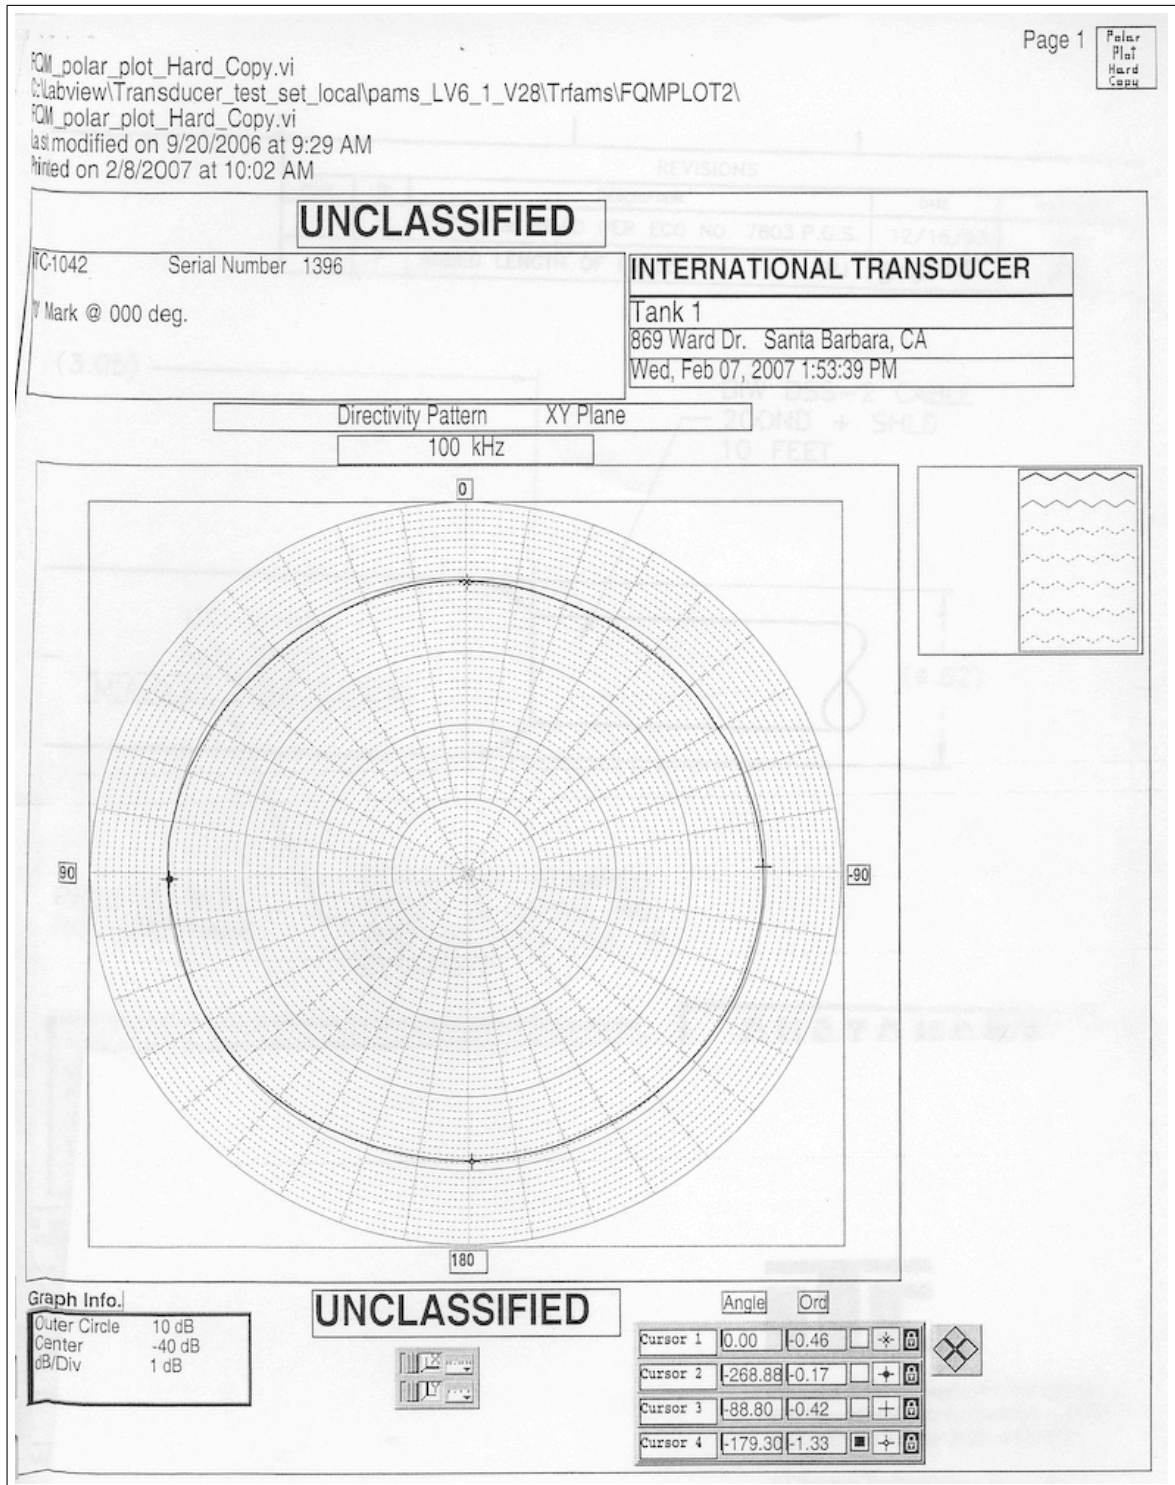 Page 1
Polar
Plot
Hard
Copy
FQM_polar_plot_Hard_Copy.vi
C:\Labview\Transducer_test_set_local\pams_LV6_1_V28\Trfams\FQMPLOT2\
FQM_polar_plot_Hard_Copy.vi
Last modified on 9/20/2006 at 9:29 AM
Printed on 2/8/2007 at 10:02 AM
REVISIONS
UNCLASSIFIED
PER ECO NO. 7603 P.G.S. 12/16/93
LENGTH OF
ITC-1042 Serial Number 1396
Mark @ 000 deg.
INTERNATIONAL TRANSDUCER
Tank 1
869 Ward Dr. Santa Barbara, CA
Wed, Feb 07, 2007 1:53:39 PM
(3.05)
CABLE
20GND + SHLD
10 FEET
Directivity Pattern XY Plane
100 kHz
0
90
-90
180
Graph Info.
Outer Circle 10 dB
Center -40 dB
dB/Div 1 dB
UNCLASSIFIED
X
Y
Angle Ord
Cursor 1 0.00 -0.46
Cursor 2 -268.88 -0.17
Cursor 3 -88.80 -0.42
Cursor 4 -179.30 -1.33